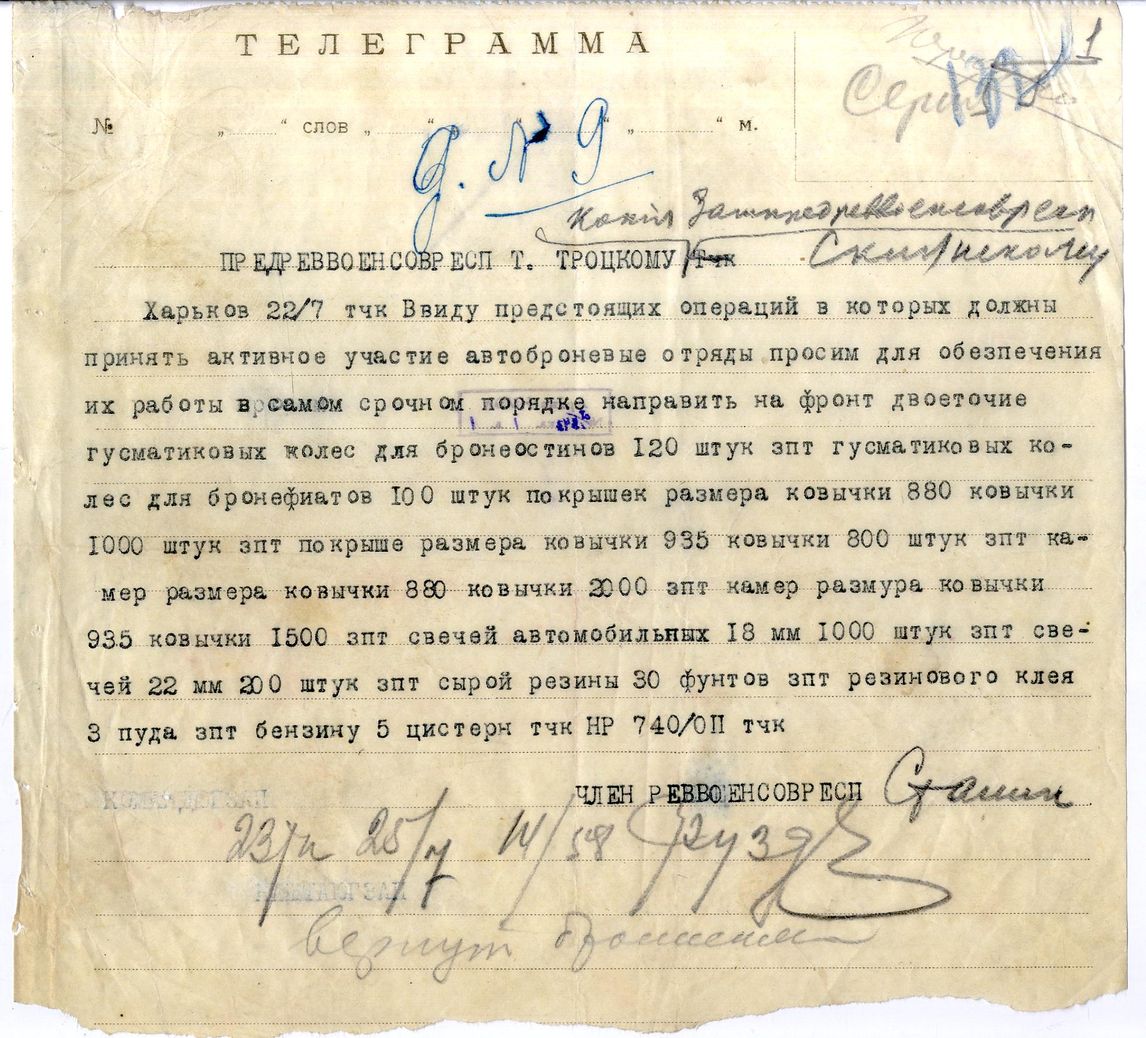 ТЕЛЕГРАММА
1
Серия
№ „ “ слов „ “ „ “ „ “ м.
Д. № 9
Копия Зампредреввоенсовресп
Склянскому
ПРЕДРЕВВОЕНСОВРЕСП Т. ТРОЦКОМУ/тчк
Харьков 22/7 тчк Ввиду предстоящих операций в которых должны
принять активное участие автоброневые отряды просим для обезпечения
их работы в самом срочном порядке направить на фронт двоеточие
гусматиковых колес для бронеостинов 120 штук зпт гусматиковых ко-
лес для бронефиатов 100 штук покрышек размера ковычки 880 ковычки
1000 штук зпт покрыше размера ковычки 935 ковычки 800 штук зпт ка-
мер размера ковычки 880 ковычки 2000 зпт камер размура ковычки
935 ковычки 1500 зпт свечей автомобильных 18 мм 1000 штук зпт све-
чей 22 мм 200 штук зпт сырой резины 30 фунтов зпт резинового клея
3 пуда зпт бензину 5 цистерн тчк НР 740/ОП тчк
ЧЛЕН РЕВВОЕНСОВРЕСП Сталин
25/7 14/58